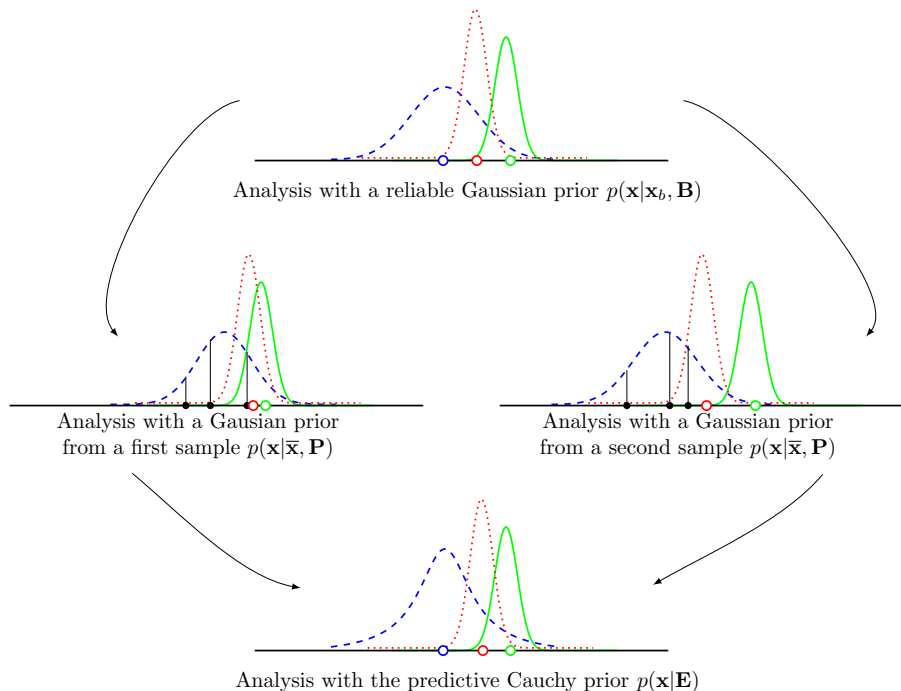 Analysis with a reliable Gaussian prior p(x|x_b, B)
Analysis with a Gausian prior
from a first sample p(x|x̅, P)
Analysis with a Gaussian prior
from a second sample p(x|x̅, P)
Analysis with the predictive Cauchy prior p(x|E)